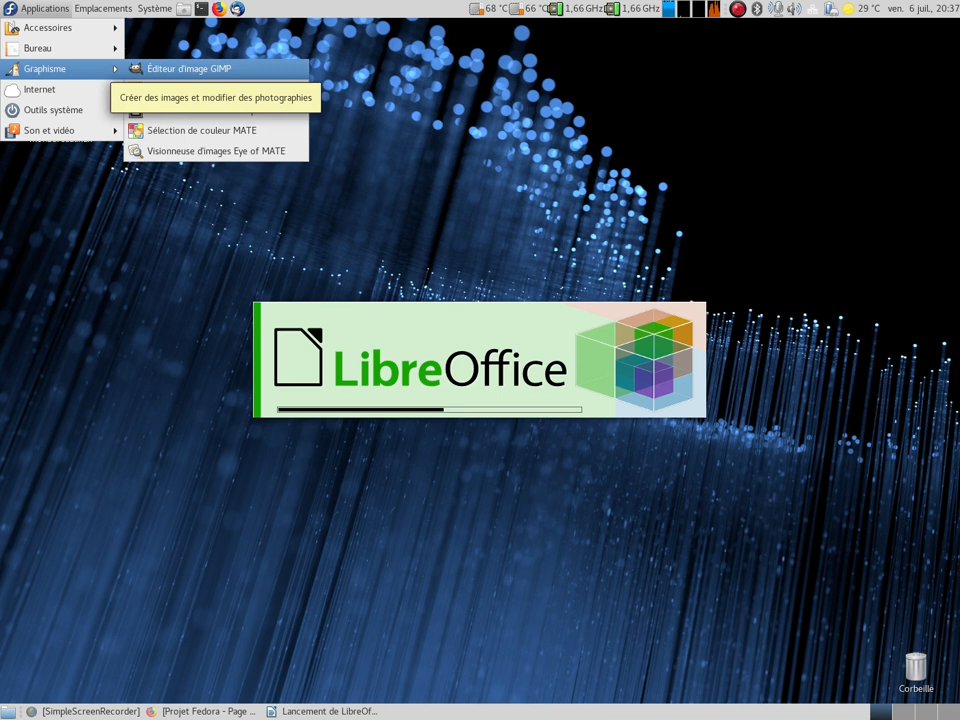 Applications Emplacements Système 68 °C 66 °C 1,66 GHz 1,66 GHz 29 °C ven. 6 juil., 20:37
Accessoires
Bureau
Graphisme
Éditeur d'image GIMP
Internet
Créer des images et modifier des photographies
Outils système
Son et vidéo
Sélection de couleur MATE
Visionneuse d'images Eye of MATE
LibreOffice
Corbeille
[SimpleScreenRecorder] [Projet Fedora - Page ... Lancement de LibreOf...